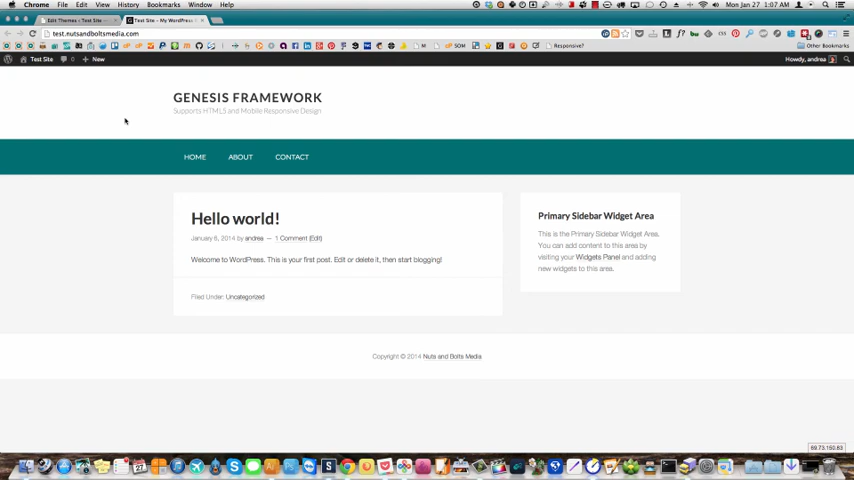 Chrome File Edit View History Bookmarks Window Help
Mon Jan 27 1:07 AM
Edit Themes ‹ Test Site —
Test Site – My WordPress
test.nutsandboltsmedia.com
SDM
Responsive?
Other Bookmarks
Test Site 0 + New
Howdy, andrea
GENESIS FRAMEWORK
Supports HTML5 and Mobile Responsive Design
HOME ABOUT CONTACT
Hello world!
January 6, 2014 by andrea — 1 Comment [Edit]
Welcome to WordPress. This is your first post. Edit or delete it, then start blogging!
Filed Under: Uncategorized
Primary Sidebar Widget Area
This is the Primary Sidebar Widget Area.
You can add content to this area by
visiting your Widgets Panel and adding
new widgets to this area.
Copyright © 2014 Nuts and Bolts Media
69.73.150.83